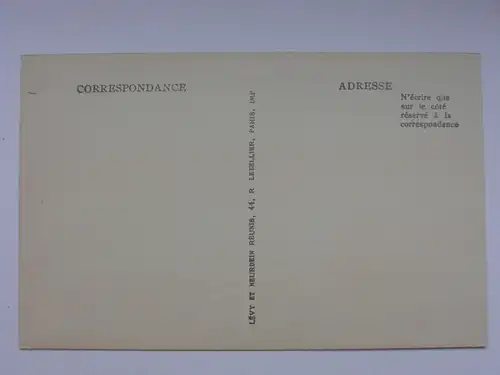 CORRESPONDANCE
ADRESSE
N'écrire que
sur le côté
réservé à la
correspondance
LÉVY ET NEURDEIN RÉUNIS, 44, R LETELLIER, PARIS, IMP